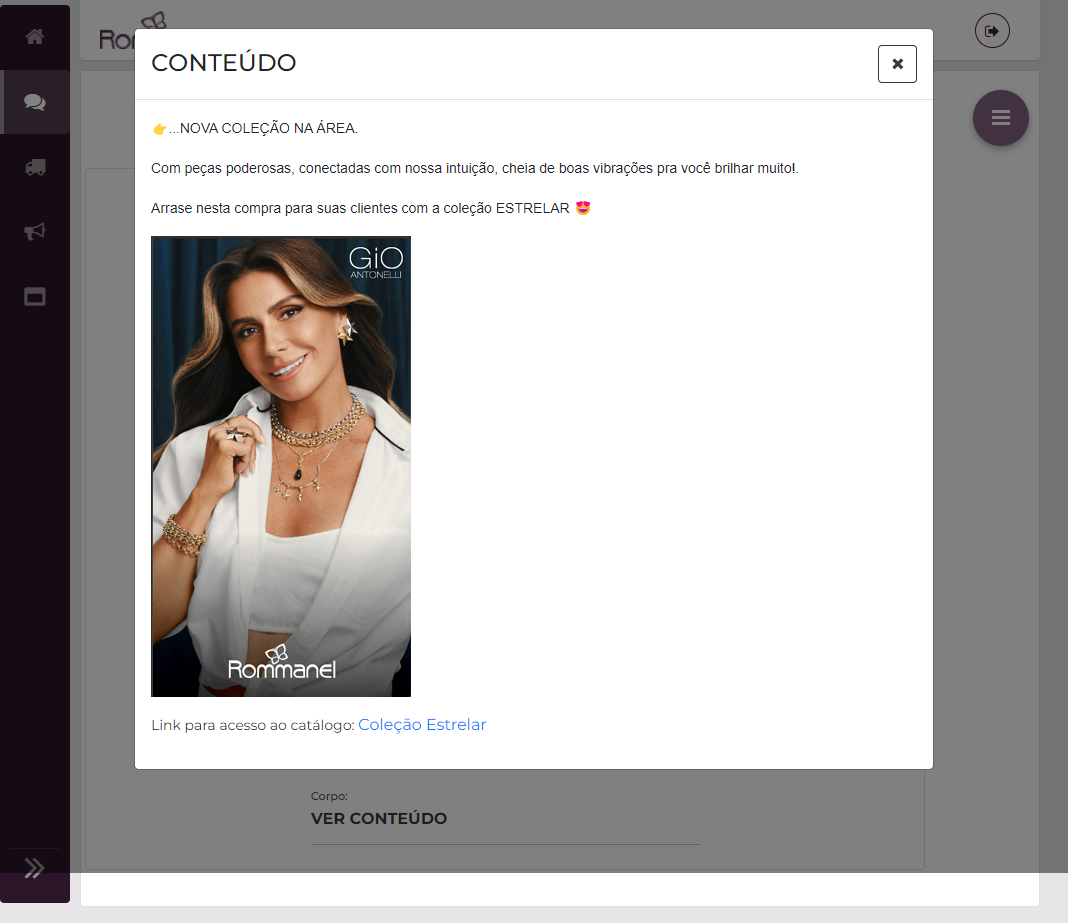 CONTEÚDO
👉...NOVA COLEÇÃO NA ÁREA.
Com peças poderosas, conectadas com nossa intuição, cheia de boas vibrações pra você brilhar muito!.
Arrase nesta compra para suas clientes com a coleção ESTRELAR 😍
GiO
ANTONELLI
Rommanel
Link para acesso ao catálogo: Coleção Estrelar
Corpo:
VER CONTEÚDO